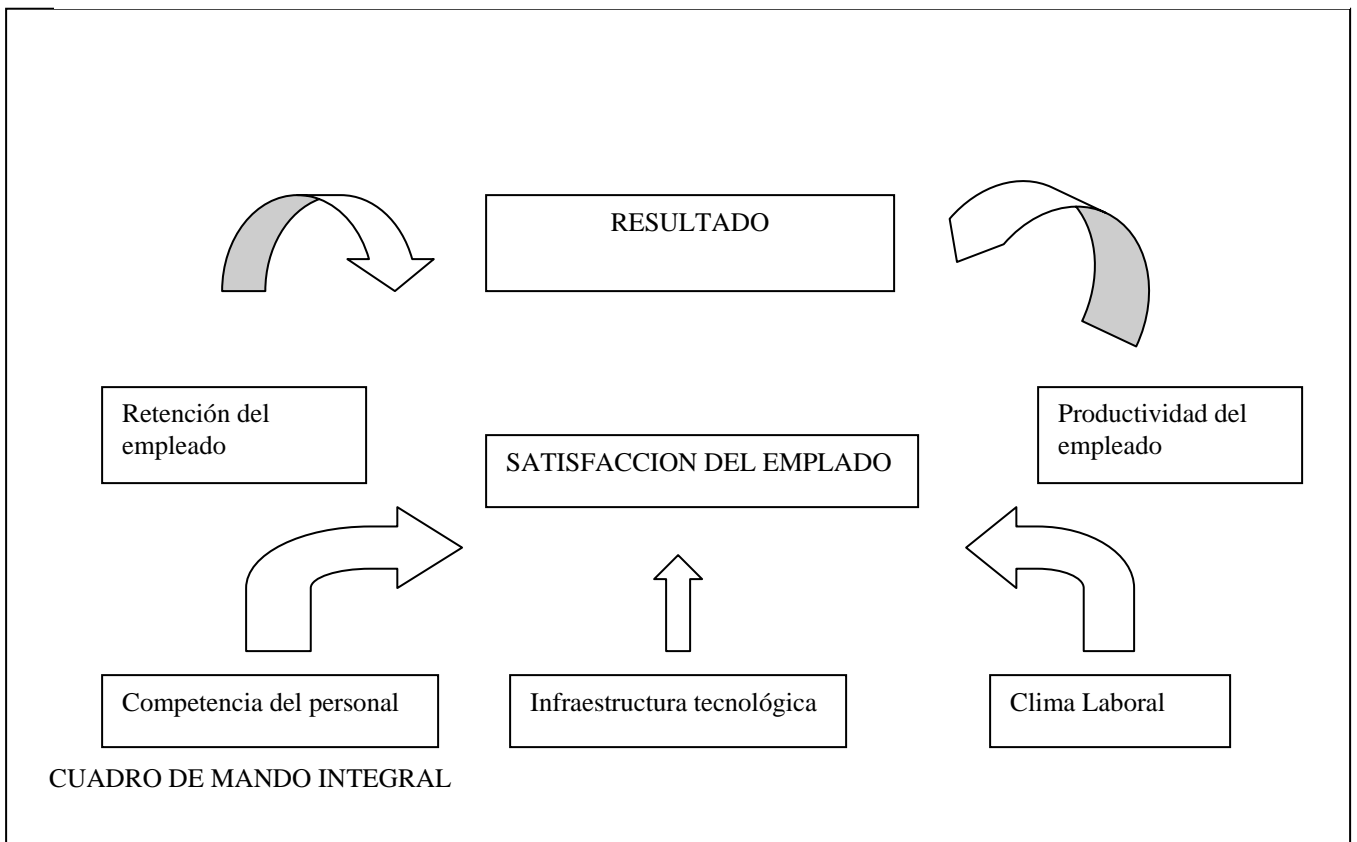 RESULTADO
Retención del
empleado
Productividad del
empleado
SATISFACCION DEL EMPLADO
Competencia del personal
Infraestructura tecnológica
Clima Laboral
CUADRO DE MANDO INTEGRAL